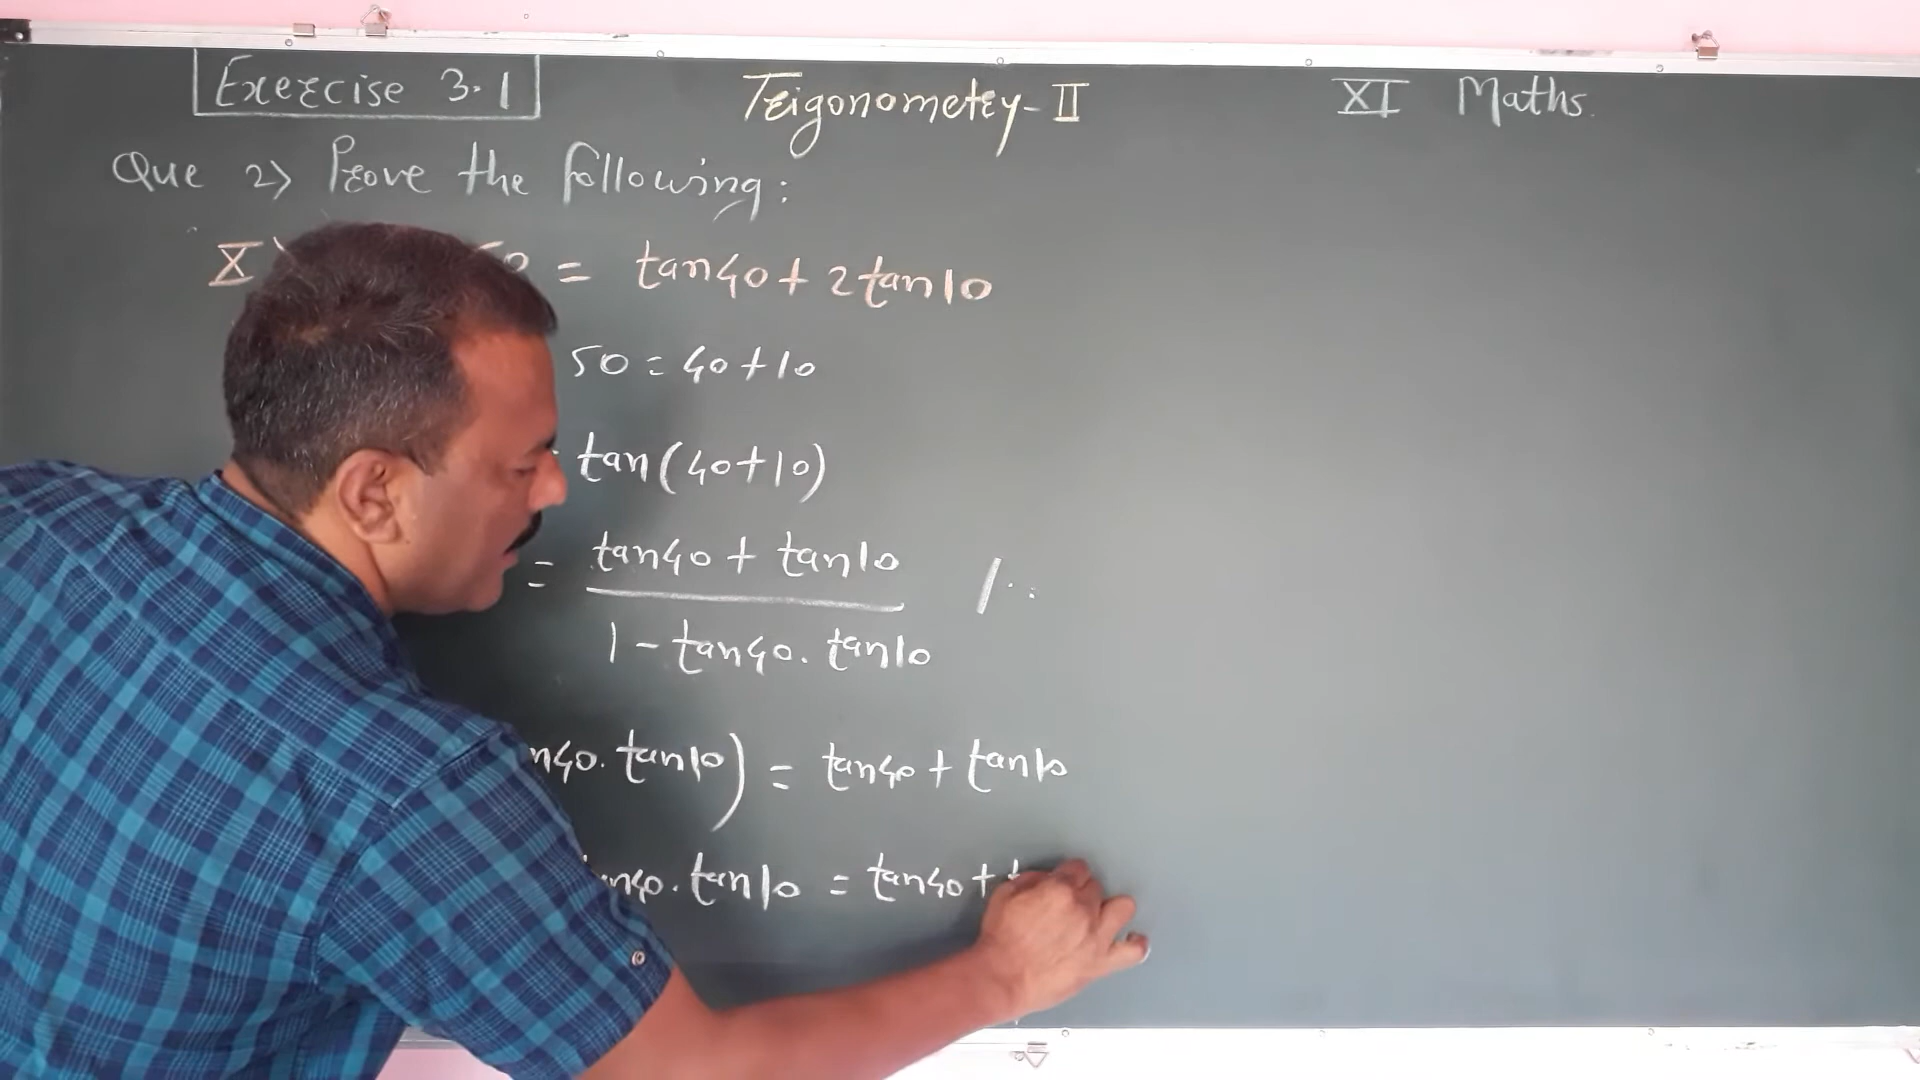 Exercise 3.1
Trigonometry-II
XI Maths.
Que 2) Prove the following:
X = tan40+2tan10
50=40+10
tan(40+10)
= tan40+tan10 / ∵
1-tan40.tan10
n40.tan10) = tan40+tan10
an40.tan10 = tan40+t